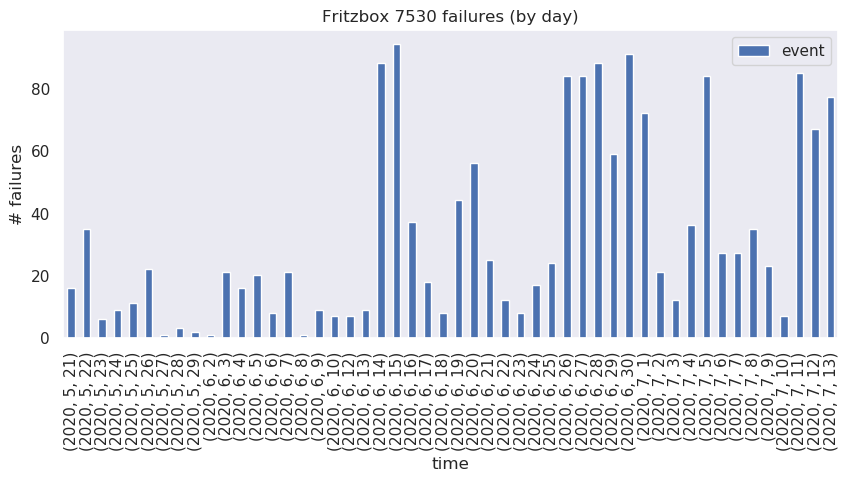 Fritzbox 7530 failures (by day)
event
# failures
80
60
40
20
0
(2020, 5, 21)
(2020, 5, 22)
(2020, 5, 23)
(2020, 5, 24)
(2020, 5, 25)
(2020, 5, 26)
(2020, 5, 27)
(2020, 5, 28)
(2020, 5, 29)
(2020, 6, 2)
(2020, 6, 3)
(2020, 6, 4)
(2020, 6, 5)
(2020, 6, 6)
(2020, 6, 7)
(2020, 6, 8)
(2020, 6, 9)
(2020, 6, 10)
(2020, 6, 12)
(2020, 6, 13)
(2020, 6, 14)
(2020, 6, 15)
(2020, 6, 16)
(2020, 6, 17)
(2020, 6, 18)
(2020, 6, 19)
(2020, 6, 20)
(2020, 6, 21)
(2020, 6, 22)
(2020, 6, 23)
(2020, 6, 24)
(2020, 6, 25)
(2020, 6, 26)
(2020, 6, 27)
(2020, 6, 28)
(2020, 6, 29)
(2020, 6, 30)
(2020, 7, 1)
(2020, 7, 2)
(2020, 7, 3)
(2020, 7, 4)
(2020, 7, 5)
(2020, 7, 6)
(2020, 7, 7)
(2020, 7, 8)
(2020, 7, 9)
(2020, 7, 10)
(2020, 7, 11)
(2020, 7, 12)
(2020, 7, 13)
time